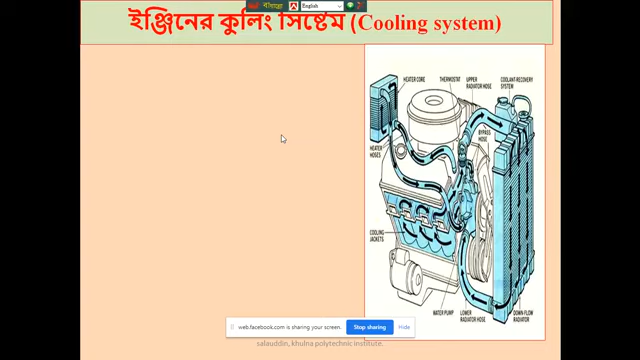 ইঞ্জিনের কুলিং সিষ্টেম (Cooling system)
English
HEATER CORE
THERMOSTAT
UPPER
RADIATOR HOSE
COOLANT-RECOVERY
SYSTEM
BYPASS
HOSE
HEATER
HOSES
COOLING
JACKETS
WATER PUMP
LOWER
RADIATOR HOSE
DOWN-FLOW
RADIATOR
web.facebook.com is sharing your screen.
Stop sharing
Hide
salauddin, khulna polytechnic institute.